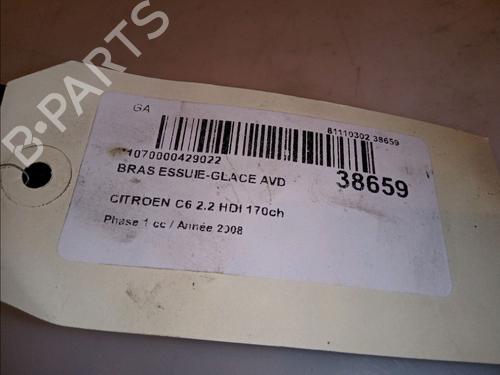 GA
81110302 38659
1070000429022
BRAS ESSUIE-GLACE AVD
38659
CITROEN C6 2.2 HDI 170ch
Phase 1 cc / Année 2008
B-PARTS